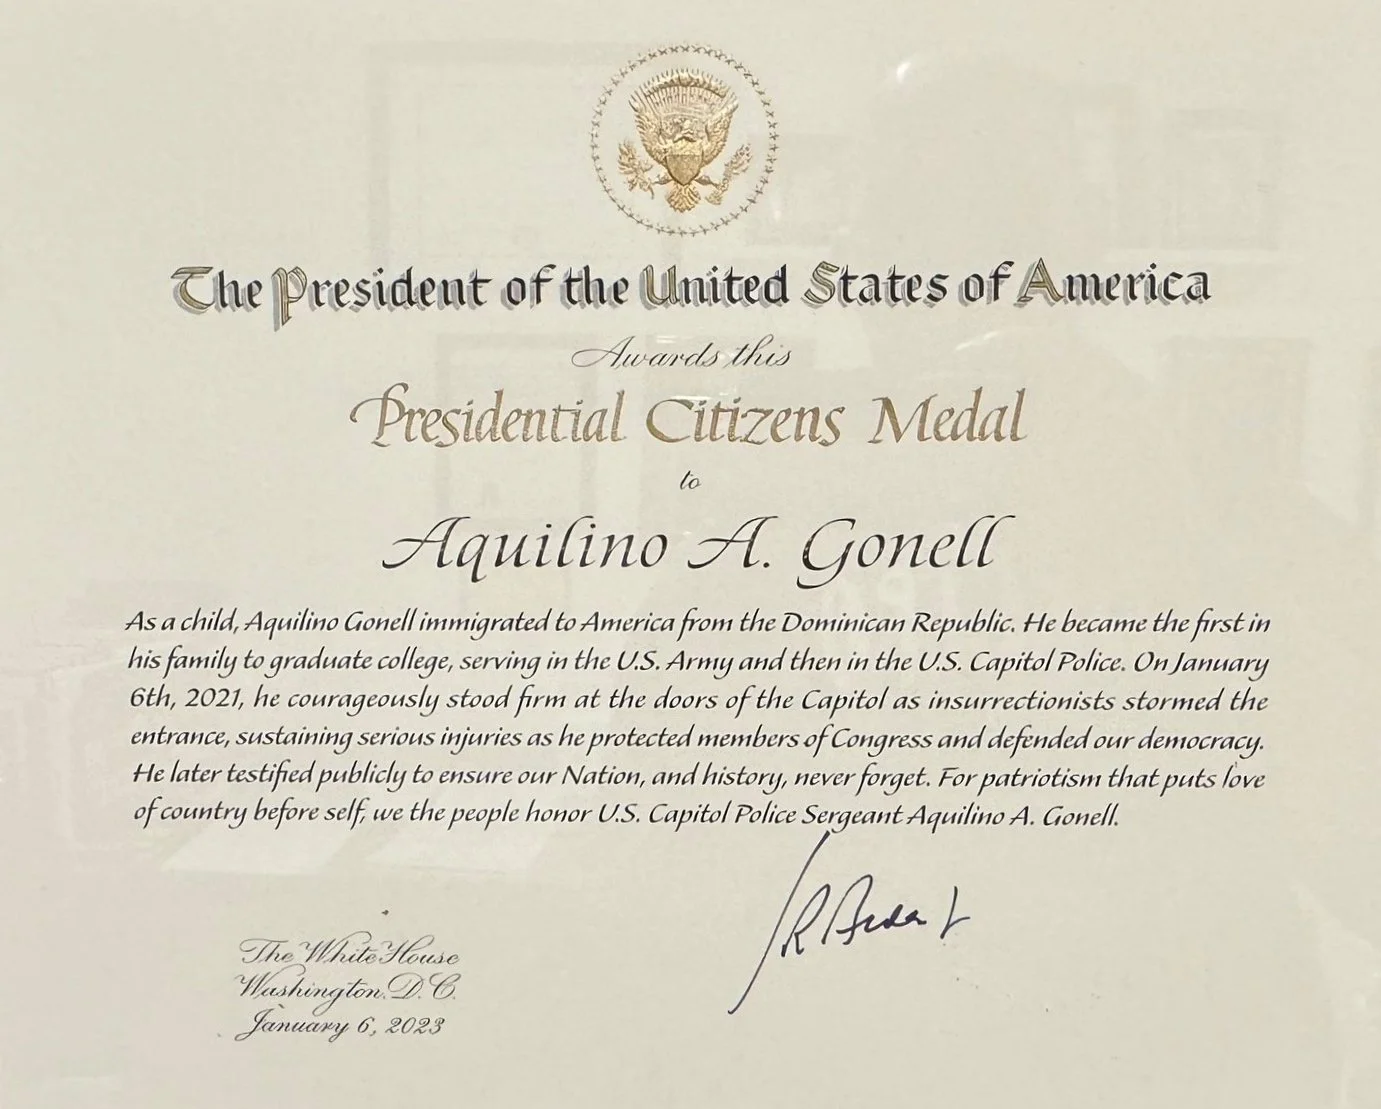 The President of the United States of America
Awards this
Presidential Citizens Medal
to
Aquilino A. Gonell
As a child, Aquilino Gonell immigrated to America from the Dominican Republic. He became the first in
his family to graduate college, serving in the U.S. Army and then in the U.S. Capitol Police. On January
6th, 2021, he courageously stood firm at the doors of the Capitol as insurrectionists stormed the
entrance, sustaining serious injuries as he protected members of Congress and defended our democracy.
He later testified publicly to ensure our Nation, and history, never forget. For patriotism that puts love
of country before self, we the people honor U.S. Capitol Police Sergeant Aquilino A. Gonell.
The White House
Washington, D.C.
January 6, 2023